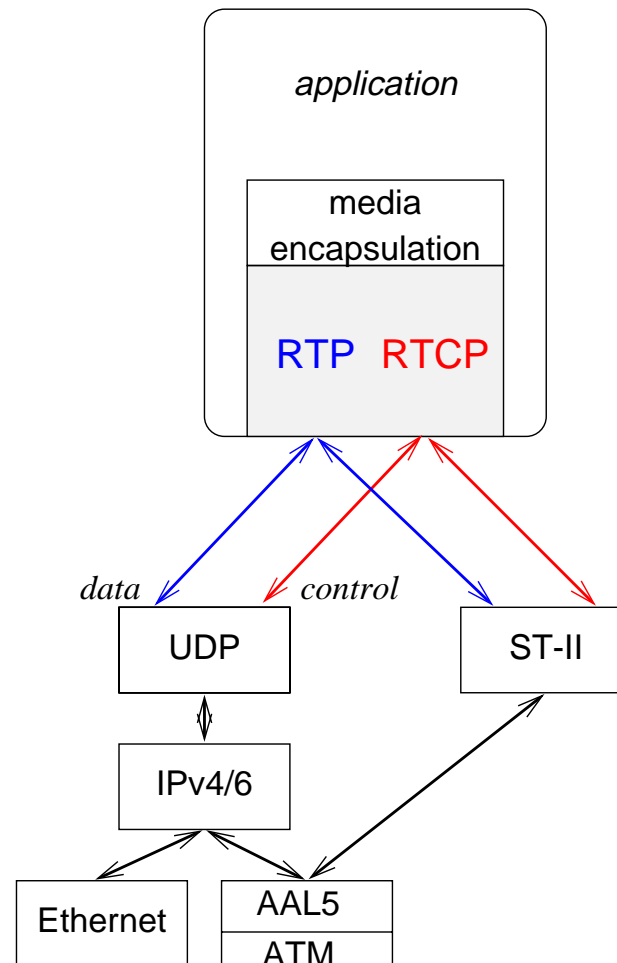 application
media
encapsulation
RTP RTCP
data control
UDP ST-II
IPv4/6
Ethernet AAL5
ATM